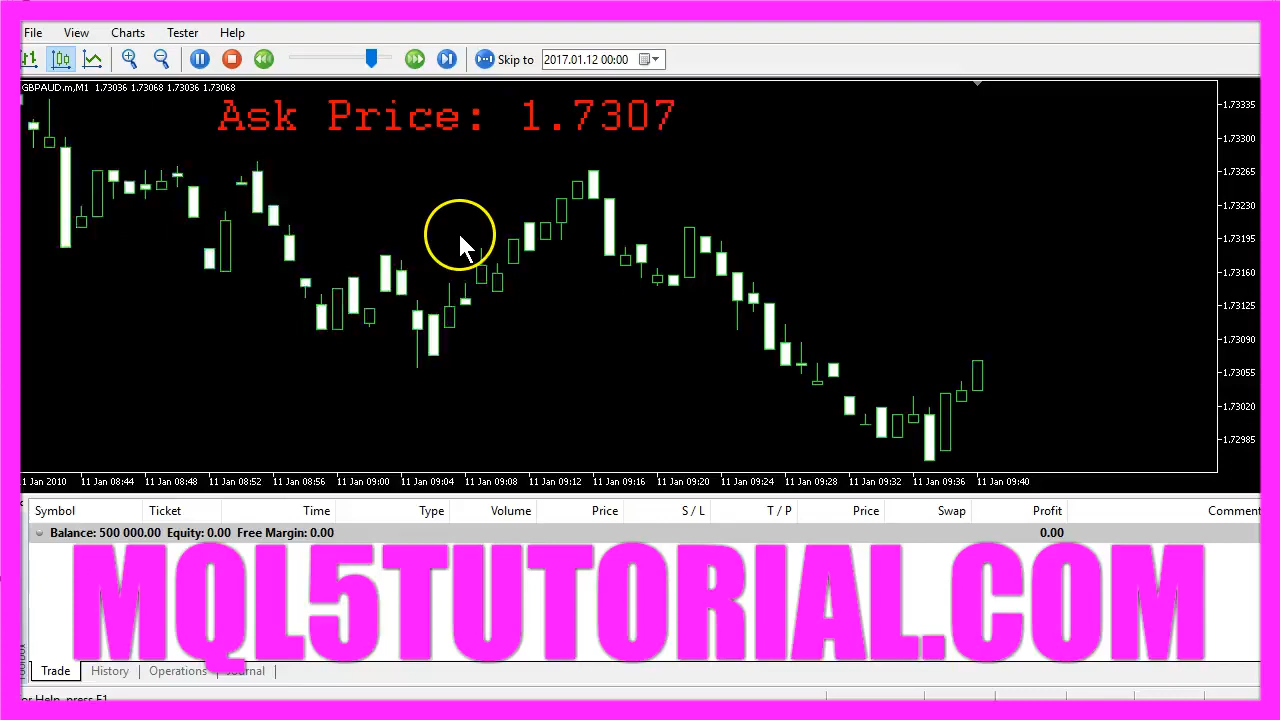 File View Charts Tester Help
Skip to 2017.01.12 00:00
GBPAUD.m,M1 1.73036 1.73068 1.73036 1.73068
Ask Price: 1.7307
1.73335
1.73300
1.73265
1.73230
1.73195
1.73160
1.73125
1.73090
1.73055
1.73020
1.72985
1 Jan 2010 11 Jan 08:44 11 Jan 08:48 11 Jan 08:52 11 Jan 08:56 11 Jan 09:00 11 Jan 09:04 11 Jan 09:08 11 Jan 09:12 11 Jan 09:16 11 Jan 09:20 11 Jan 09:24 11 Jan 09:28 11 Jan 09:32 11 Jan 09:36 11 Jan 09:40
Symbol Ticket Time Type Volume Price S / L T / P Price Swap Profit Comment
Balance: 500 000.00 Equity: 0.00 Free Margin: 0.00 0.00
MQL5TUTORIAL.COM
Trade History Operations Journal
or Help, press F1